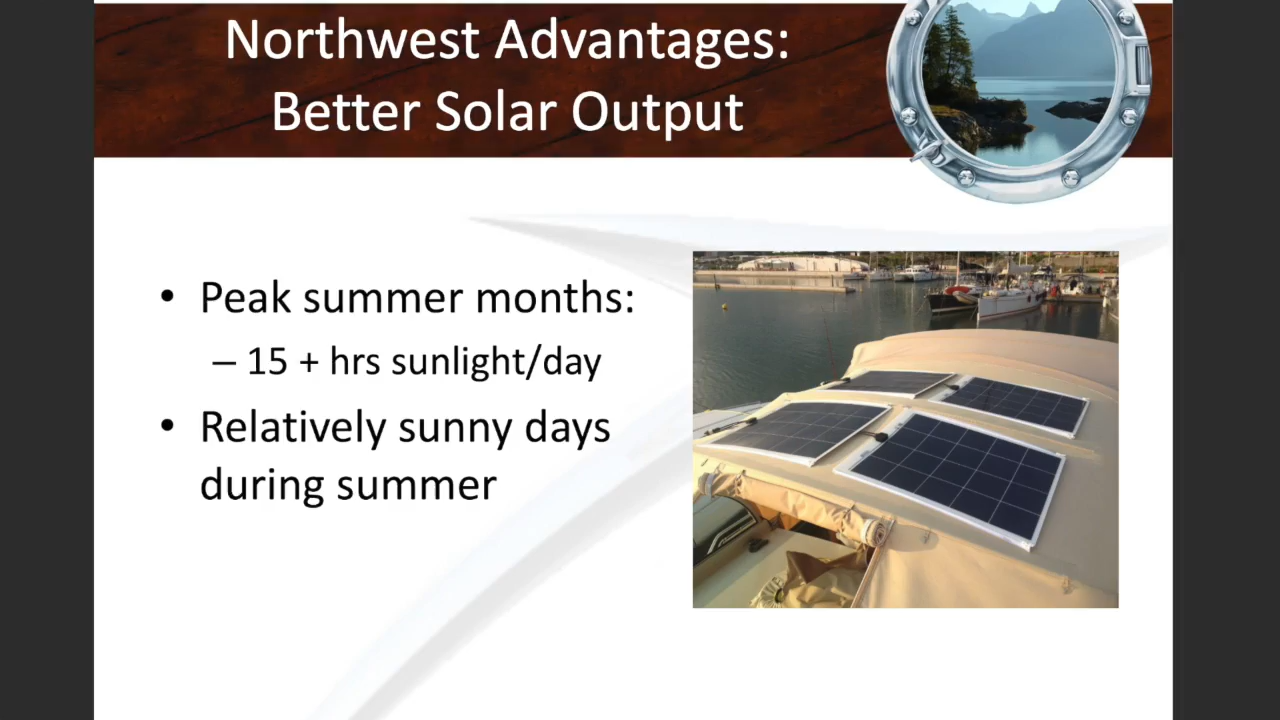 Northwest Advantages:
Better Solar Output
• Peak summer months:
– 15 + hrs sunlight/day
• Relatively sunny days
during summer